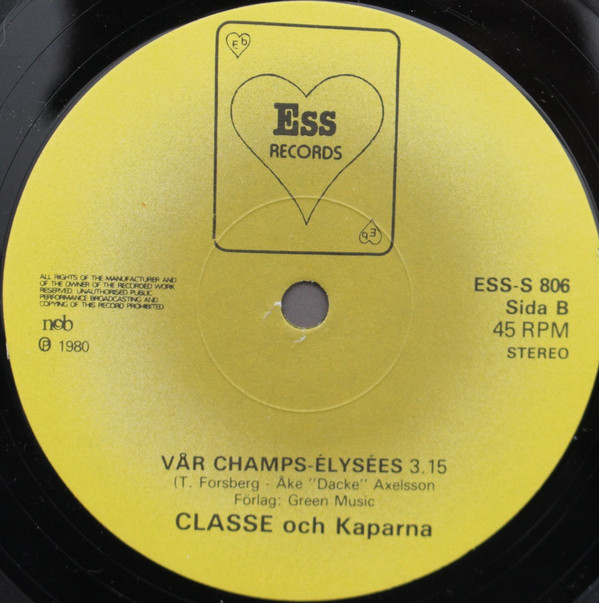 Eb
Ess
RECORDS
Eb
ALL RIGHTS OF THE MANUFACTURER AND
OF THE OWNER OF THE RECORDED WORK
RESERVED. UNAUTHORISED PUBLIC
PERFORMANCE BROADCASTING AND
COPYING OF THIS RECORD PROHIBITED
ncb
Ⓟ 1980
ESS-S 806
Sida B
45 RPM
STEREO
VÅR CHAMPS-ÉLYSÉES 3.15
(T. Forsberg - Åke "Dacke" Axelsson
Förlag: Green Music
CLASSE och Kaparna